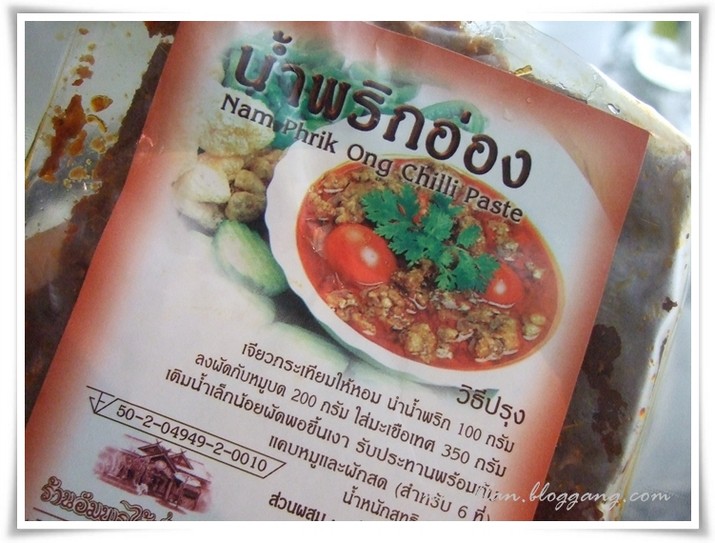 น้ำพริกอ่อง
Nam Phrik Ong Chilli Paste
วิธีปรุง
เจียวกระเทียมให้หอม นำน้ำพริก 100 กรัม
ลงผัดกับหมูบด 200 กรัม ใส่มะเขือเทศ 350 กรัม
เติมน้ำเล็กน้อยผัดพอขึ้นเงา รับประทานพร้อมกับ
แคบหมูและผักสด (สำหรับ 6 ที่)
น้ำหนักสุทธิ
ส่วนผสม
50-2-04949-2-0010
.bloggang.com